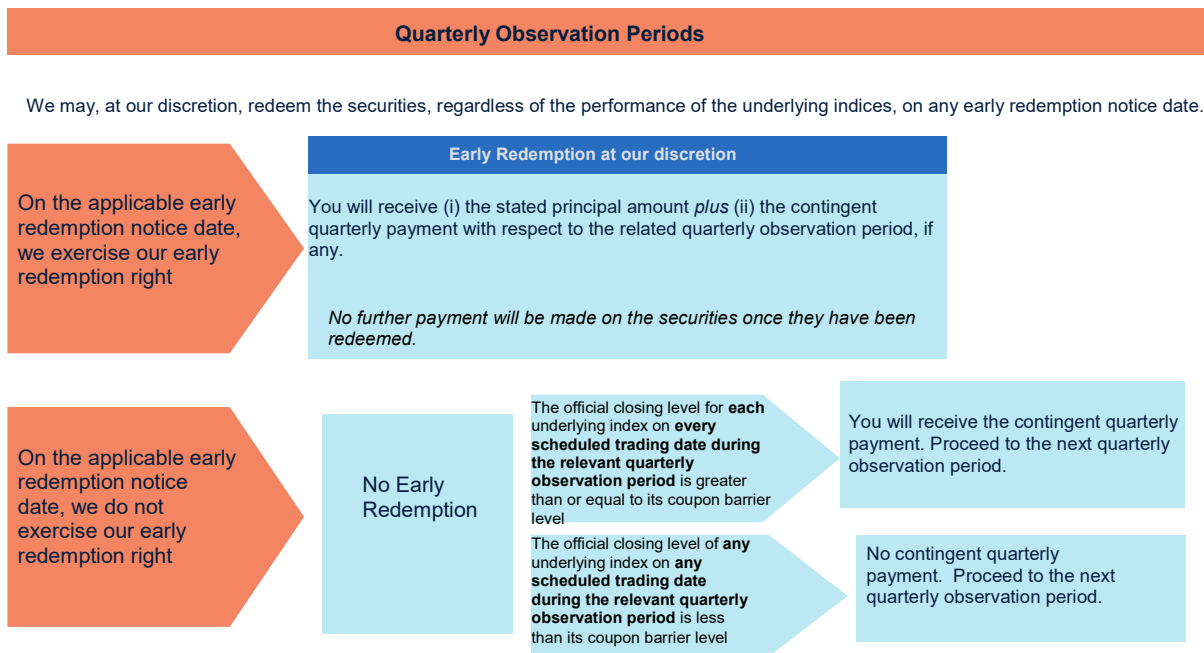 Quarterly Observation Periods
We may, at our discretion, redeem the securities, regardless of the performance of the underlying indices, on any early redemption notice date.
On the applicable early
redemption notice date,
we exercise our early
redemption right
Early Redemption at our discretion
You will receive (i) the stated principal amount plus (ii) the contingent
quarterly payment with respect to the related quarterly observation period, if
any.
No further payment will be made on the securities once they have been
redeemed.
On the applicable early
redemption notice
date, we do not
exercise our early
redemption right
No Early
Redemption
The official closing level for each
underlying index on every
scheduled trading date during
the relevant quarterly
observation period is greater
than or equal to its coupon barrier
level
You will receive the contingent quarterly
payment. Proceed to the next quarterly
observation period.
The official closing level of any
underlying index on any
scheduled trading date
during the relevant quarterly
observation period is less
than its coupon barrier level
No contingent quarterly
payment. Proceed to the next
quarterly observation period.